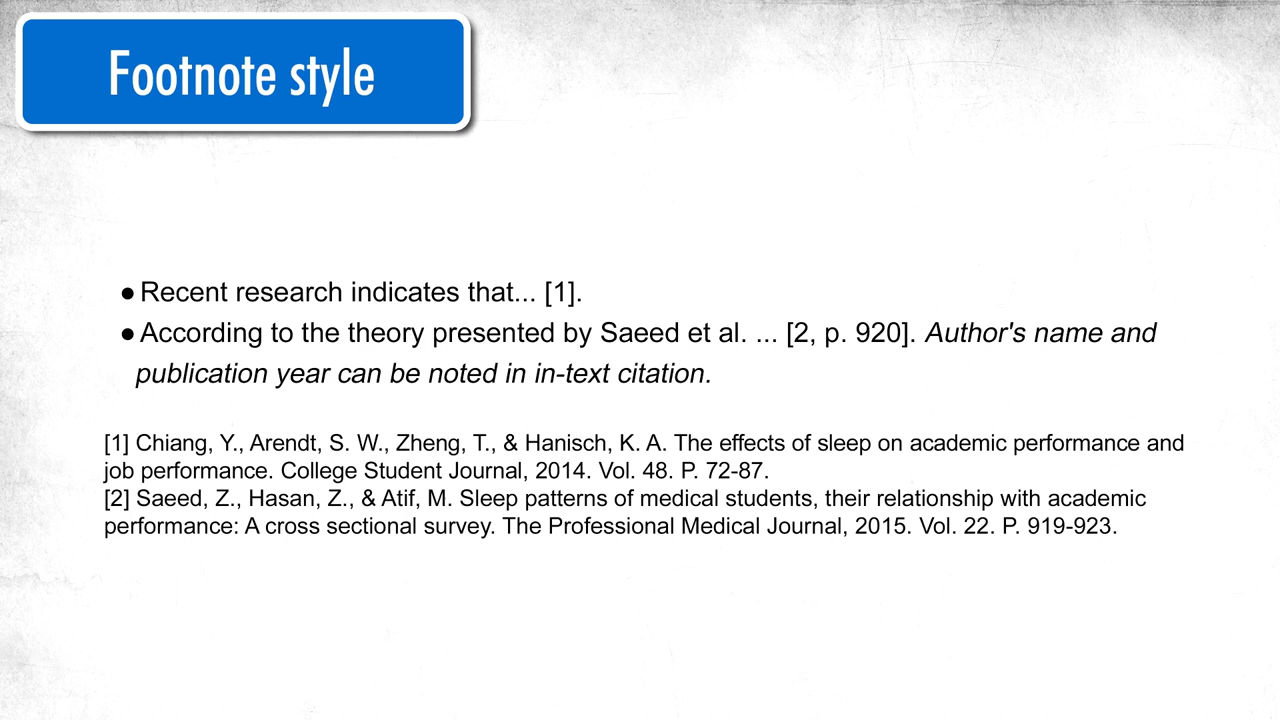 Footnote style
●Recent research indicates that... [1].
●According to the theory presented by Saeed et al. ... [2, p. 920]. Author's name and
publication year can be noted in in-text citation.
[1] Chiang, Y., Arendt, S. W., Zheng, T., & Hanisch, K. A. The effects of sleep on academic performance and
job performance. College Student Journal, 2014. Vol. 48. P. 72-87.
[2] Saeed, Z., Hasan, Z., & Atif, M. Sleep patterns of medical students, their relationship with academic
performance: A cross sectional survey. The Professional Medical Journal, 2015. Vol. 22. P. 919-923.